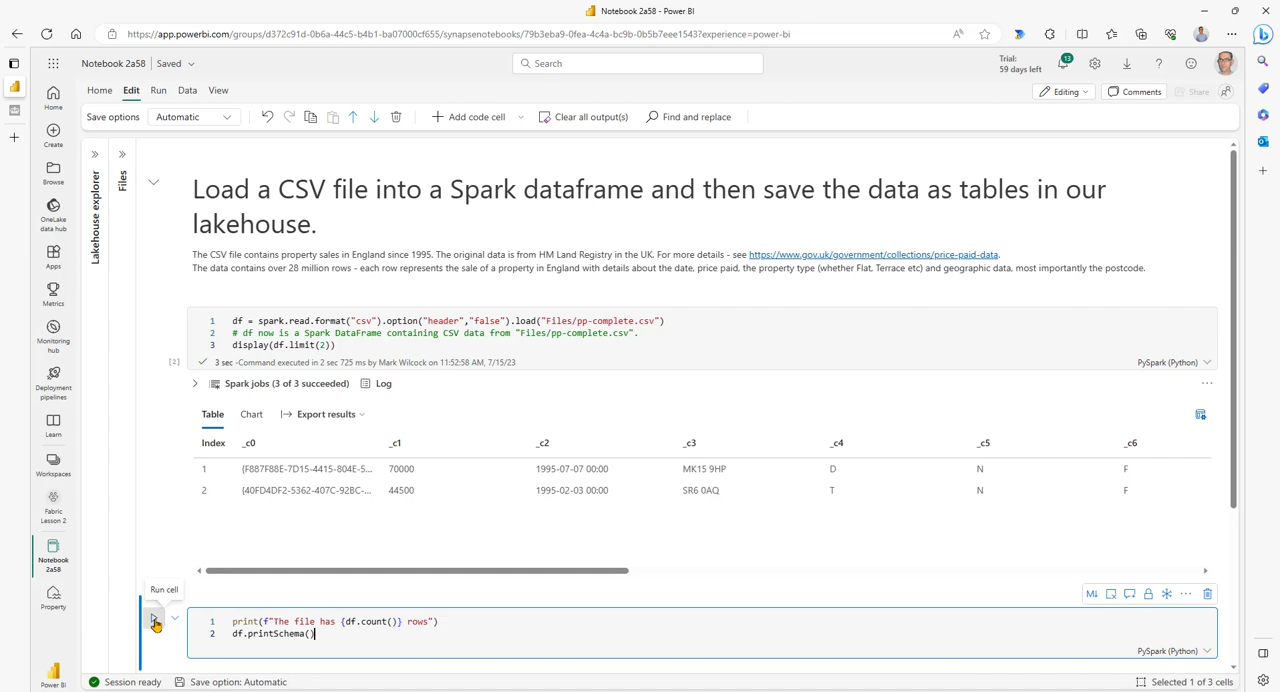 Notebook 2a58 - Power BI
https://app.powerbi.com/groups/d372c91d-0b6a-44c5-b4b1-ba07000cf655/synapsenotebooks/79b3eba9-0fea-4c4a-bc9b-0b5b7eee1543?experience=power-bi
Notebook 2a58 | Saved
Search
Trial:
59 days left
13
Home Edit Run Data View
Editing
Comments
Share
Save options Automatic
Add code cell
Clear all output(s)
Find and replace
Home
Create
Browse
OneLake
data hub
Apps
Metrics
Monitoring
hub
Deployment
pipelines
Learn
Workspaces
Fabric
Lesson 2
Notebook
2a58
Property
Power BI
Lakehouse explorer
Files
Load a CSV file into a Spark dataframe and then save the data as tables in our
lakehouse.
The CSV file contains property sales in England since 1995. The original data is from HM Land Registry in the UK. For more details - see https://www.gov.uk/government/collections/price-paid-data.
The data contains over 28 million rows - each row represents the sale of a property in England with details about the date, price paid, the property type (whether Flat, Terrace etc) and geographic data, most importantly the postcode.
1 df = spark.read.format("csv").option("header","false").load("Files/pp-complete.csv")
2 # df now is a Spark DataFrame containing CSV data from "Files/pp-complete.csv".
3 display(df.limit(2))
[2] 3 sec -Command executed in 2 sec 725 ms by Mark Wilcock on 11:52:58 AM, 7/15/23 PySpark (Python)
Spark jobs (3 of 3 succeeded) Log
Table Chart Export results
Index _c0 _c1 _c2 _c3 _c4 _c5 _c6
1 {F887F88E-7D15-4415-804E-5... 70000 1995-07-07 00:00 MK15 9HP D N F
2 {40FD4DF2-5362-407C-92BC-... 44500 1995-02-03 00:00 SR6 0AQ T N F
Run cell
M↓
1 print(f"The file has {df.count()} rows")
2 df.printSchema()
PySpark (Python)
Session ready Save option: Automatic Selected 1 of 3 cells